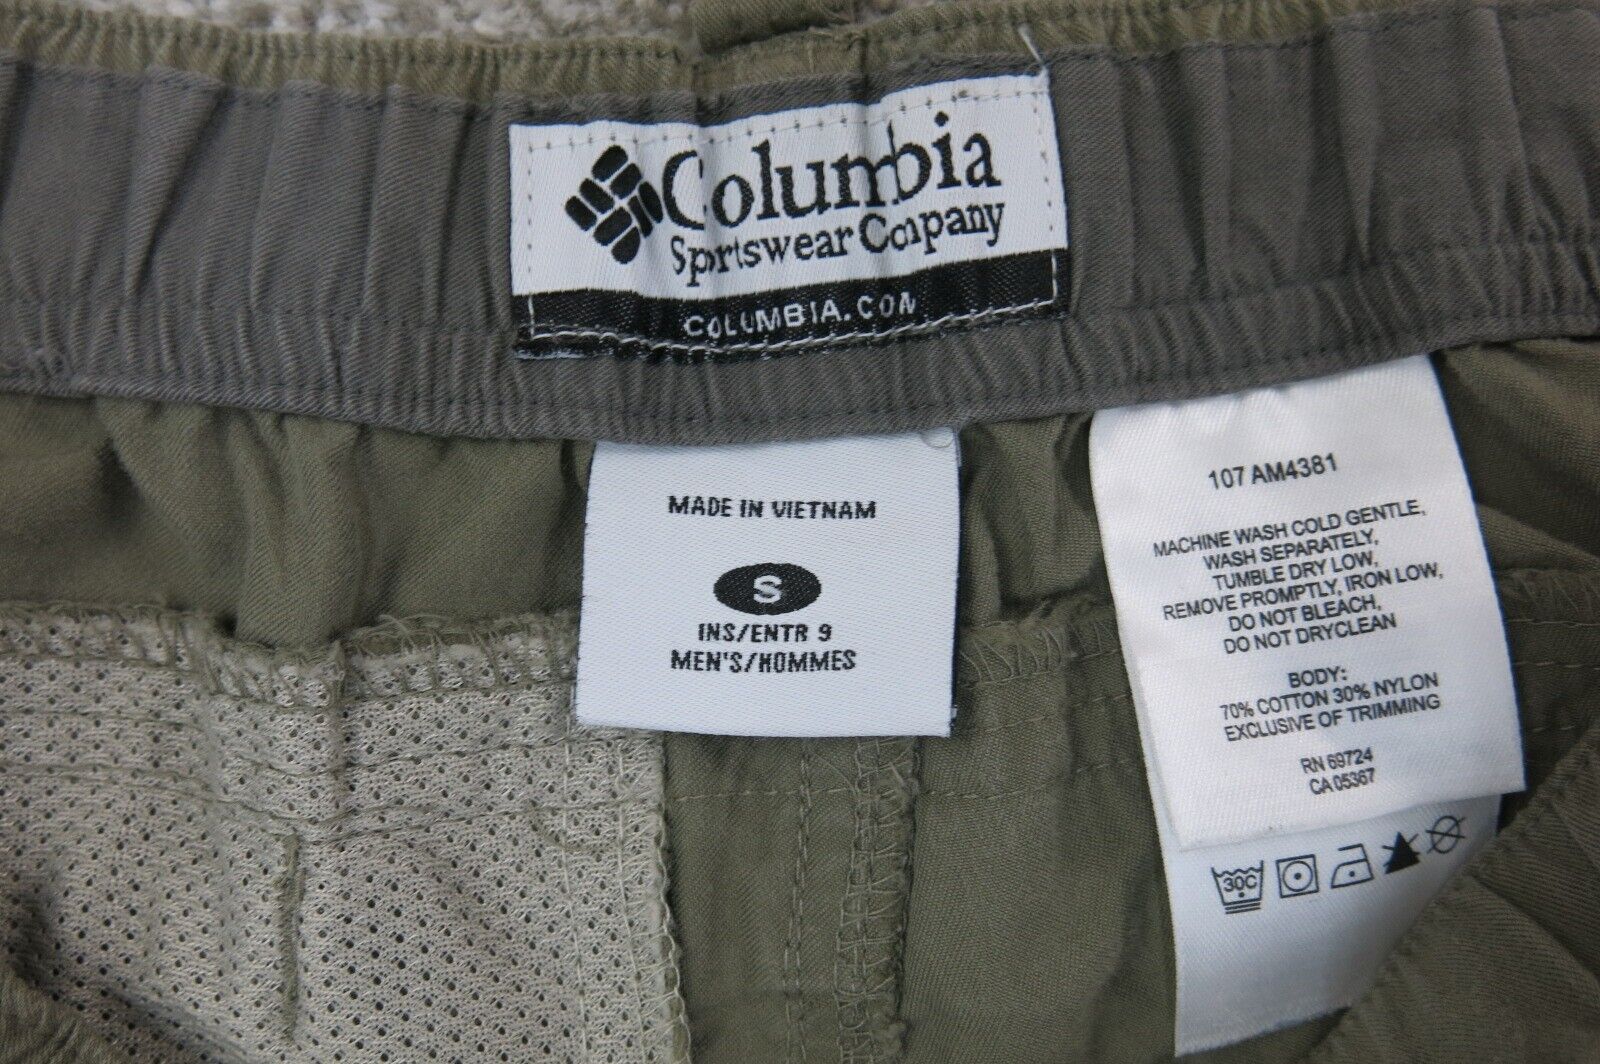 Columbia
Sportswear Company
COLUMBIA.COM
MADE IN VIETNAM
S
INS/ENTR 9
MEN'S/HOMMES
107 AM4381
MACHINE WASH COLD GENTLE,
WASH SEPARATELY,
TUMBLE DRY LOW,
REMOVE PROMPTLY, IRON LOW,
DO NOT BLEACH,
DO NOT DRYCLEAN
BODY:
70% COTTON 30% NYLON
EXCLUSIVE OF TRIMMING
RN 69724
CA 05367
30C